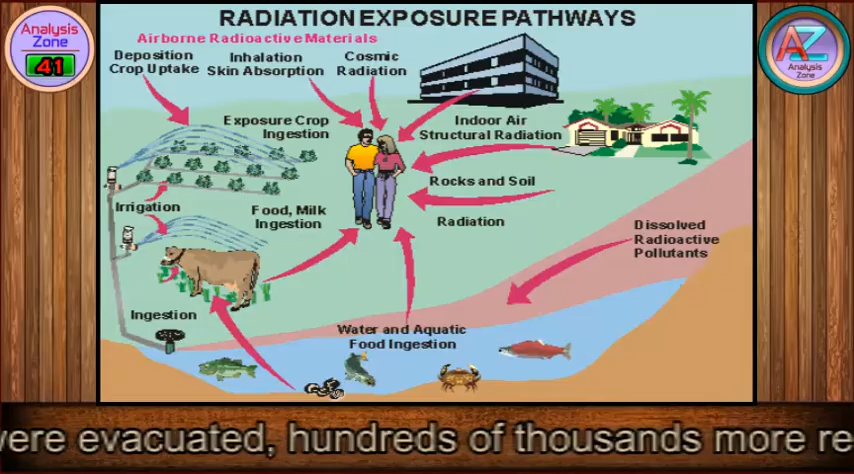 RADIATION EXPOSURE PATHWAYS
Analysis
Zone
41
AZ
Analysis
Zone
Airborne Radioactive Materials
Deposition
Crop Uptake
Inhalation
Skin Absorption
Cosmic
Radiation
Exposure Crop
Ingestion
Indoor Air
Structural Radiation
Rocks and Soil
Radiation
Irrigation
Food, Milk
Ingestion
Dissolved
Radioactive
Pollutants
Ingestion
Water and Aquatic
Food Ingestion
were evacuated, hundreds of thousands more re